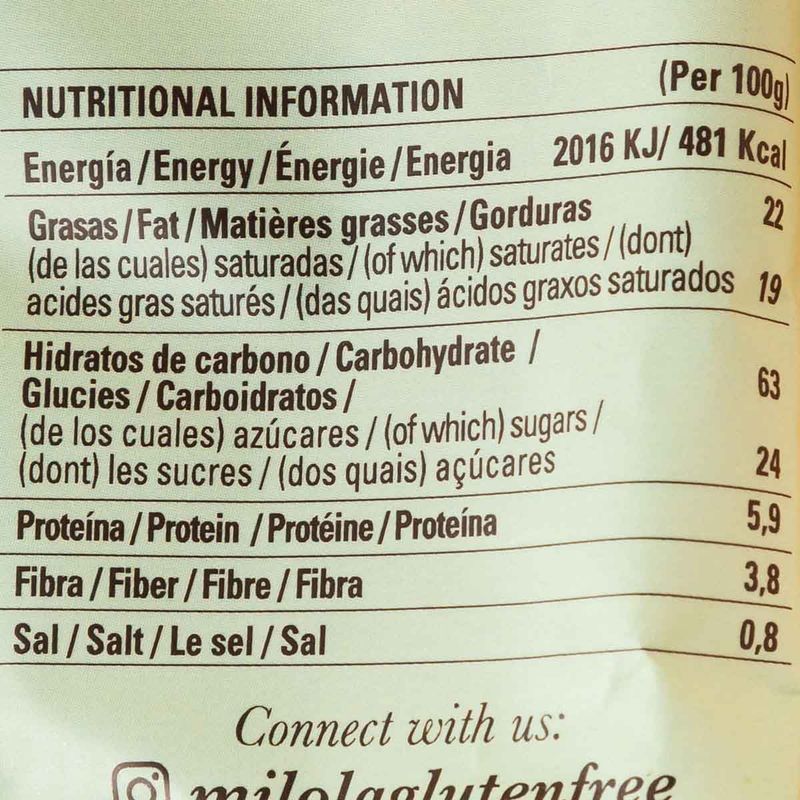 NUTRITIONAL INFORMATION (Per 100g)
Energía / Energy / Énergie / Energia 2016 KJ/ 481 Kcal
Grasas / Fat / Matières grasses / Gorduras 22
(de las cuales) saturadas / (of which) saturates / (dont)
acides gras saturés / (das quais) ácidos graxos saturados 19
Hidratos de carbono / Carbohydrate /
Glucies / Carboidratos / 63
(de los cuales) azúcares / (of which) sugars /
(dont) les sucres / (dos quais) açúcares 24
Proteína / Protein / Protéine / Proteína 5,9
Fibra / Fiber / Fibre / Fibra 3,8
Sal / Salt / Le sel / Sal 0,8
Connect with us:
milolaglutenfree